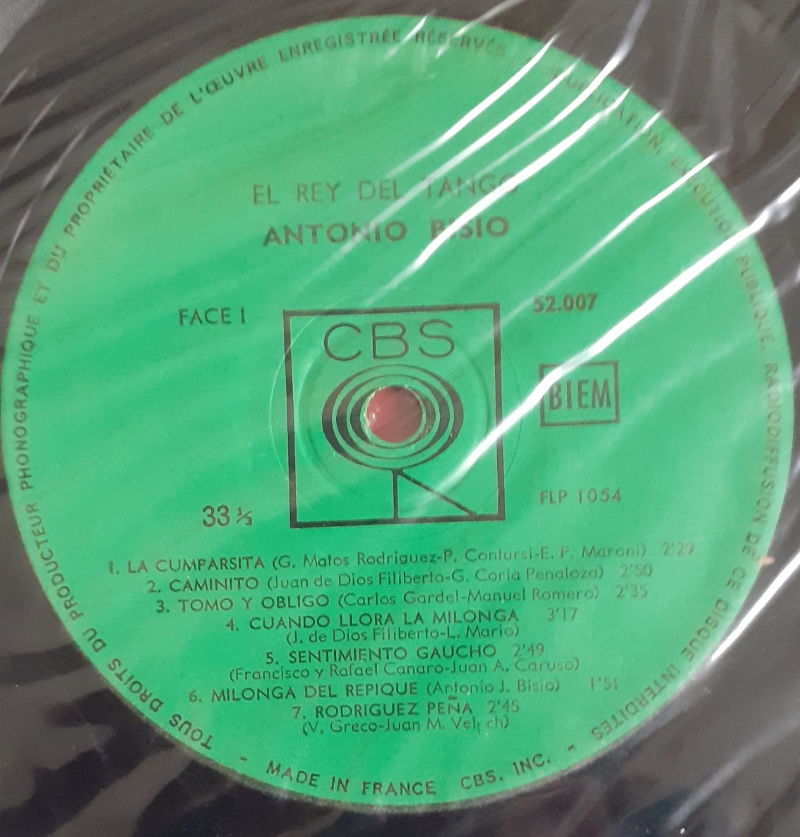 TOUS DROITS DU PRODUCTEUR PHONOGRAPHIQUE ET DU PROPRIÉTAIRE DE L'ŒUVRE ENREGISTRÉE RÉSERVÉS - PUBLIQUE, RADIODIFFUSION DE CE DISQUE INTERDITES -
EL REY DEL TANGO
ANTONIO BISIO
FACE I
52.007
CBS
BIEM
33 ⅓
FLP 1054
1. LA CUMPARSITA (G. Matos Rodriguez-P. Contursi-E. P. Maroni) 2'29
2. CAMINITO (Juan de Dios Filiberto-G. Coria Penaloza) 2'50
3. TOMO Y OBLIGO (Carlos Gardel-Manuel Romero) 2'35
4. CUANDO LLORA LA MILONGA 3'17
(J. de Dios Filiberto-L. Mario)
5. SENTIMIENTO GAUCHO 2'49
(Francisco y Rafael Canaro-Juan A. Caruso)
6. MILONGA DEL REPIQUE (Antonio J. Bisio) 1'51
7. RODRIGUEZ PEÑA 2'45
(V. Greco-Juan M.
- MADE IN FRANCE CBS. INC. -